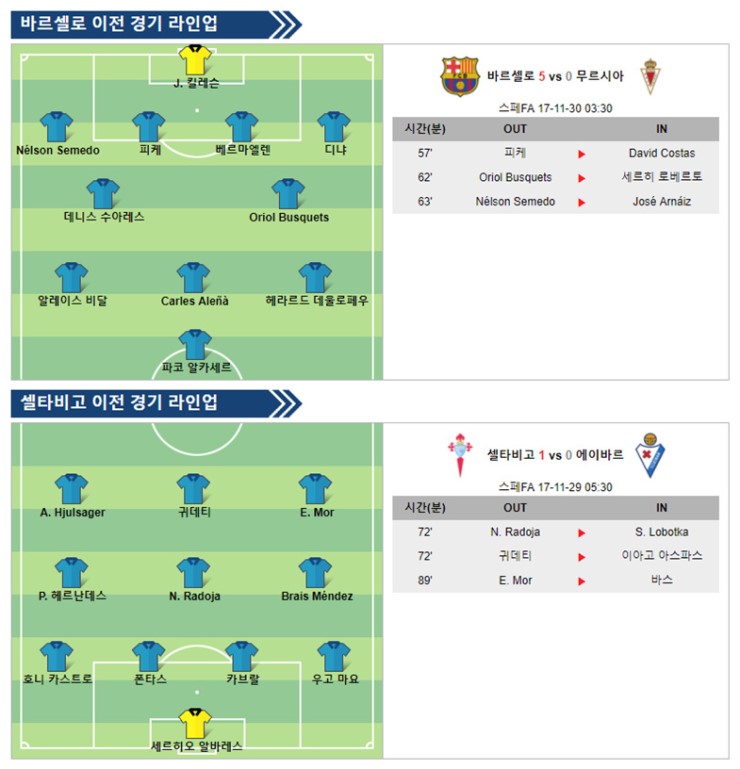 바르셀로 이전 경기 라인업
J. 킬레슨
Nélson Semedo 피케 베르마엘렌 디냐
데니스 수아레스 Oriol Busquets
알레이스 비달 Carles Aleñà 헤라르드 데울로페우
파코 알카세르
바르셀로 5 vs 0 무르시아
스페FA 17-11-30 03:30
시간(분) OUT IN
57' 피케 David Costas
62' Oriol Busquets 세르히 로베르토
63' Nélson Semedo José Arnáiz
셀타비고 이전 경기 라인업
A. Hjulsager 귀데티 E. Mor
P. 헤르난데스 N. Radoja Brais Méndez
호니 카스트로 폰타스 카브랄 우고 마요
세르히오 알바레스
셀타비고 1 vs 0 에이바르
스페FA 17-11-29 05:30
시간(분) OUT IN
72' N. Radoja S. Lobotka
72' 귀데티 이아고 아스파스
89' E. Mor 바스